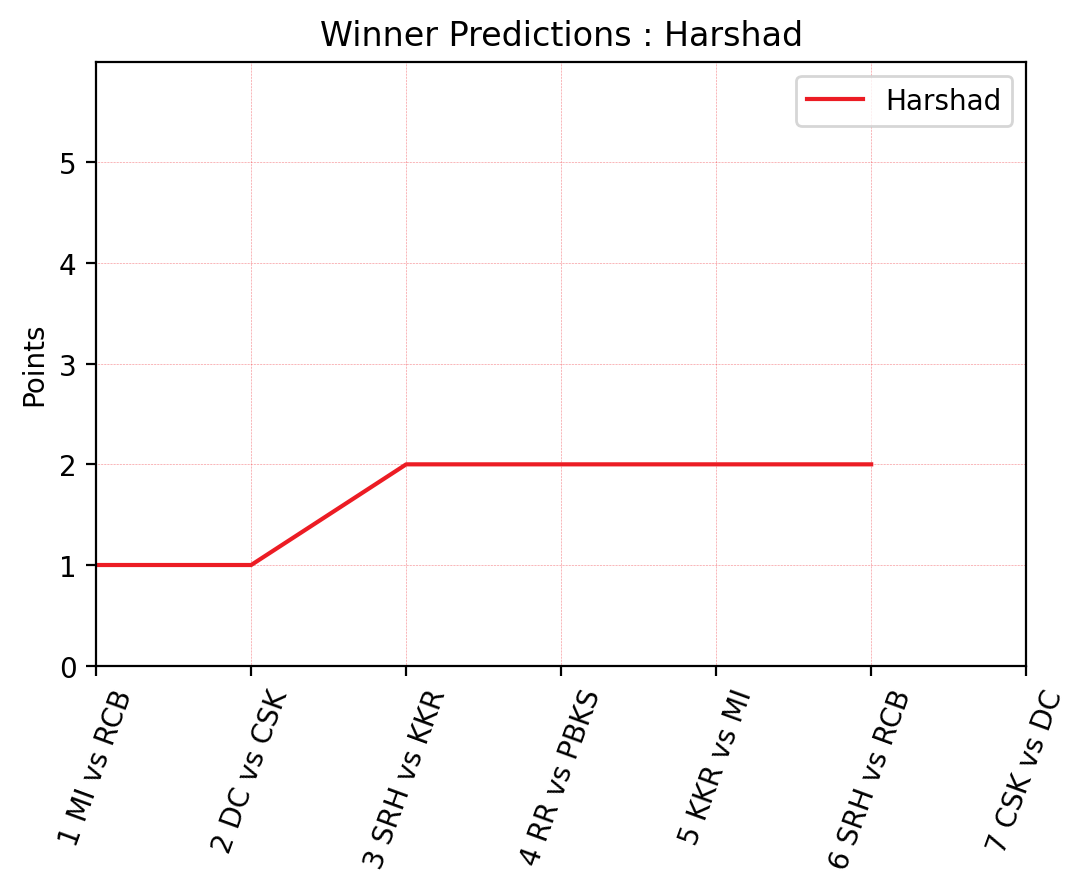 Winner Predictions : Harshad
Harshad
Points
5
4
3
2
1
0
1 MI vs RCB
2 DC vs CSK
3 SRH vs KKR
4 RR vs PBKS
5 KKR vs MI
6 SRH vs RCB
7 CSK vs DC